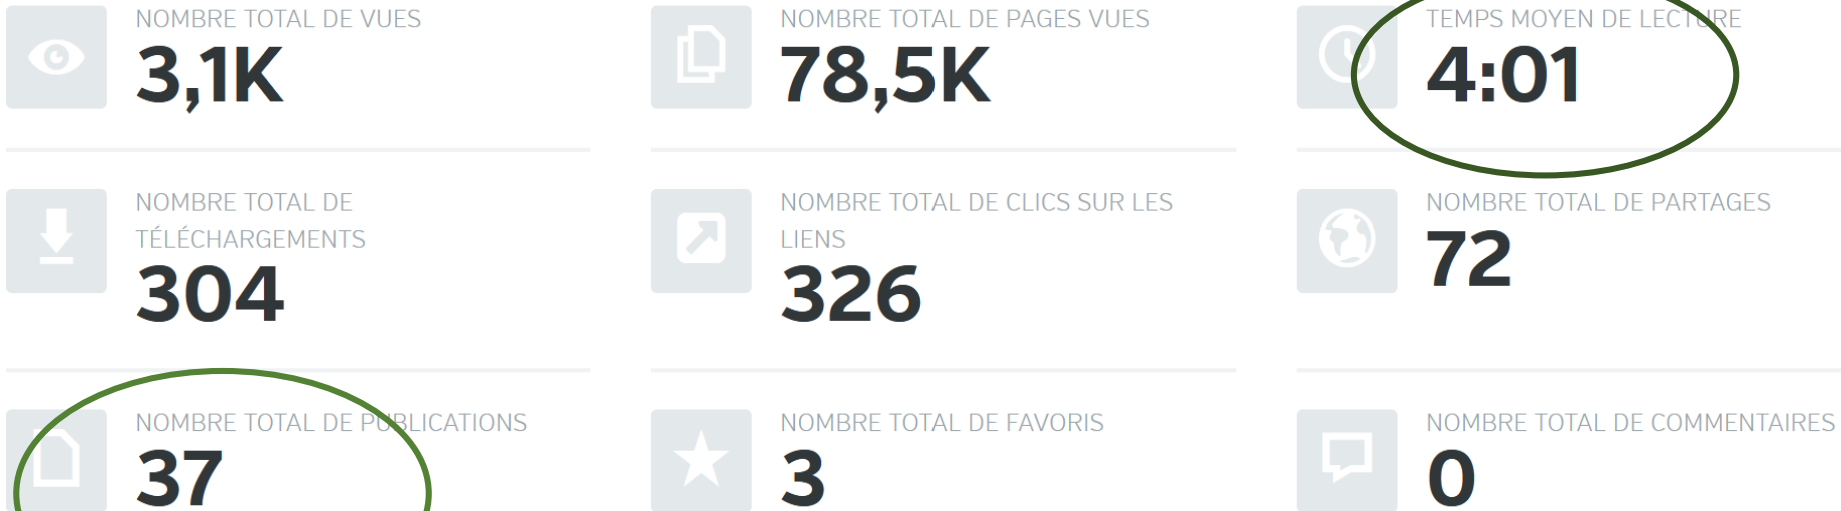 NOMBRE TOTAL DE VUES
3,1K
NOMBRE TOTAL DE PAGES VUES
78,5K
TEMPS MOYEN DE LECTURE
4:01
NOMBRE TOTAL DE
TÉLÉCHARGEMENTS
304
NOMBRE TOTAL DE CLICS SUR LES
LIENS
326
NOMBRE TOTAL DE PARTAGES
72
NOMBRE TOTAL DE PUBLICATIONS
37
NOMBRE TOTAL DE FAVORIS
3
NOMBRE TOTAL DE COMMENTAIRES
0